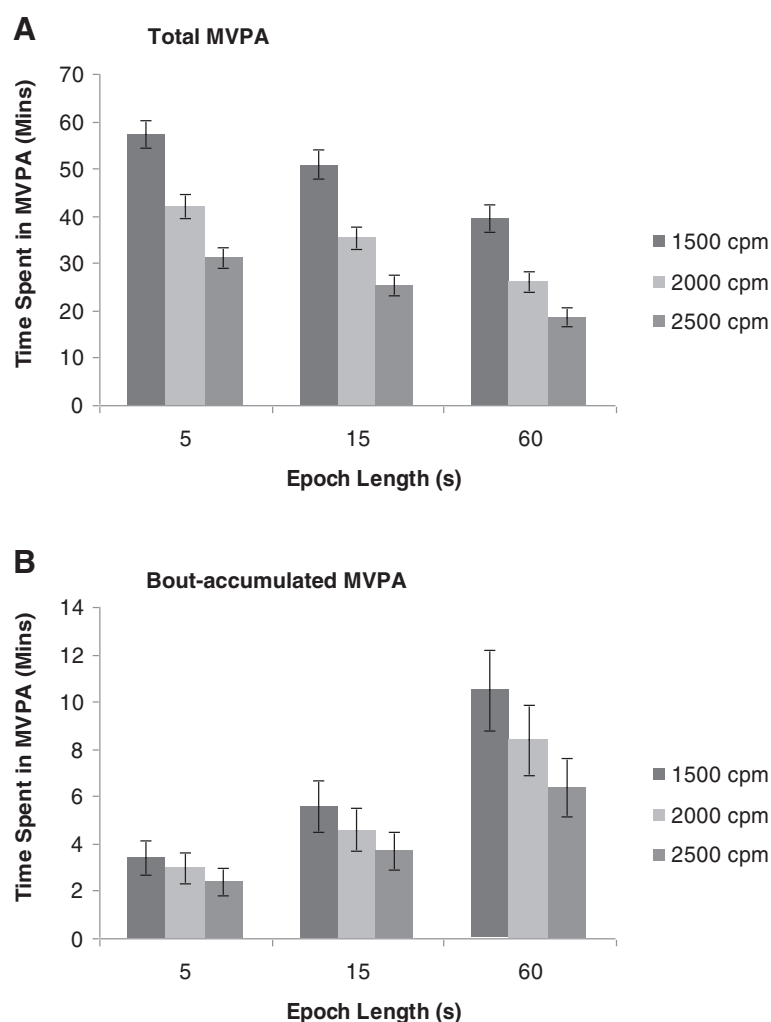 A
Total MVPA
Time Spent in MVPA (Mins)
70
60
50
40
30
20
10
0
5 15 60
Epoch Length (s)
1500 cpm
2000 cpm
2500 cpm
B
Bout-accumulated MVPA
Time Spent in MVPA (Mins)
14
12
10
8
6
4
2
0
5 15 60
Epoch Length (s)
1500 cpm
2000 cpm
2500 cpm